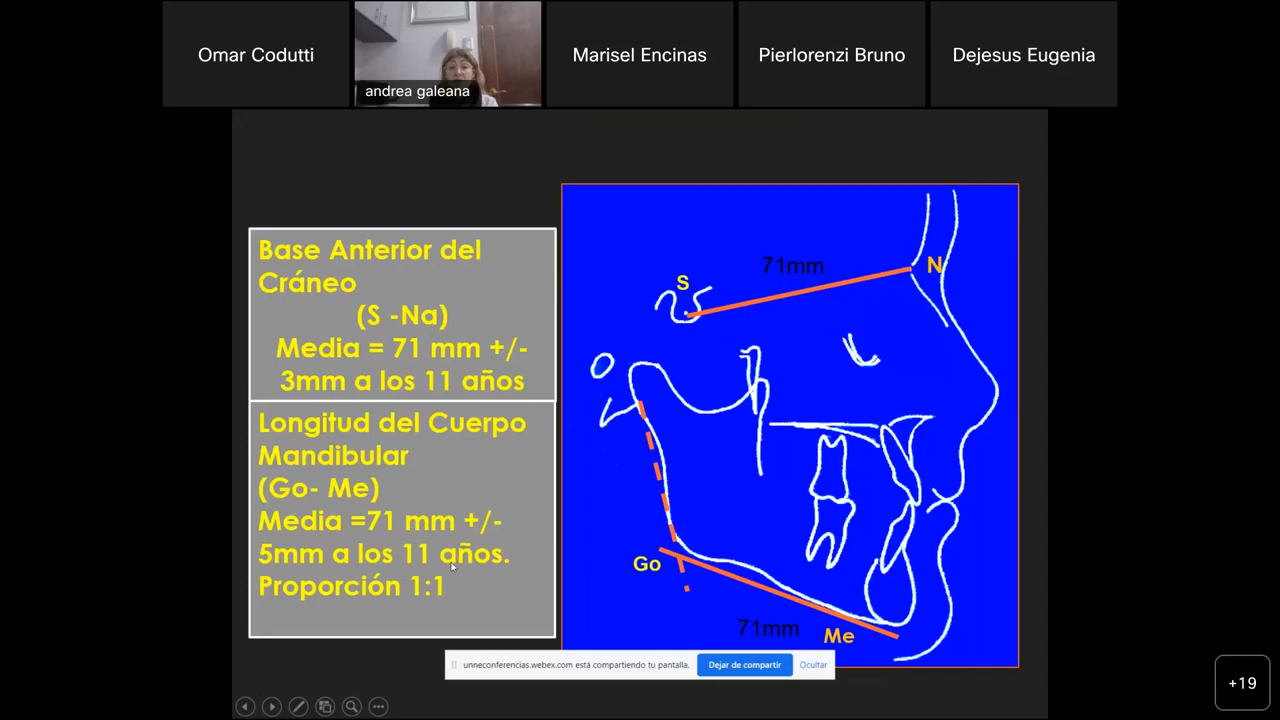 Omar Codutti
andrea galeana
Marisel Encinas
Pierlorenzi Bruno
Dejesus Eugenia
Base Anterior del
Cráneo
(S -Na)
Media = 71 mm +/-
3mm a los 11 años
Longitud del Cuerpo
Mandibular
(Go- Me)
Media =71 mm +/-
5mm a los 11 años.
Proporción 1:1
71mm
N
S
Go
71mm
Me
unneconferencias.webex.com está compartiendo tu pantalla.
Dejar de compartir
Ocultar
+19